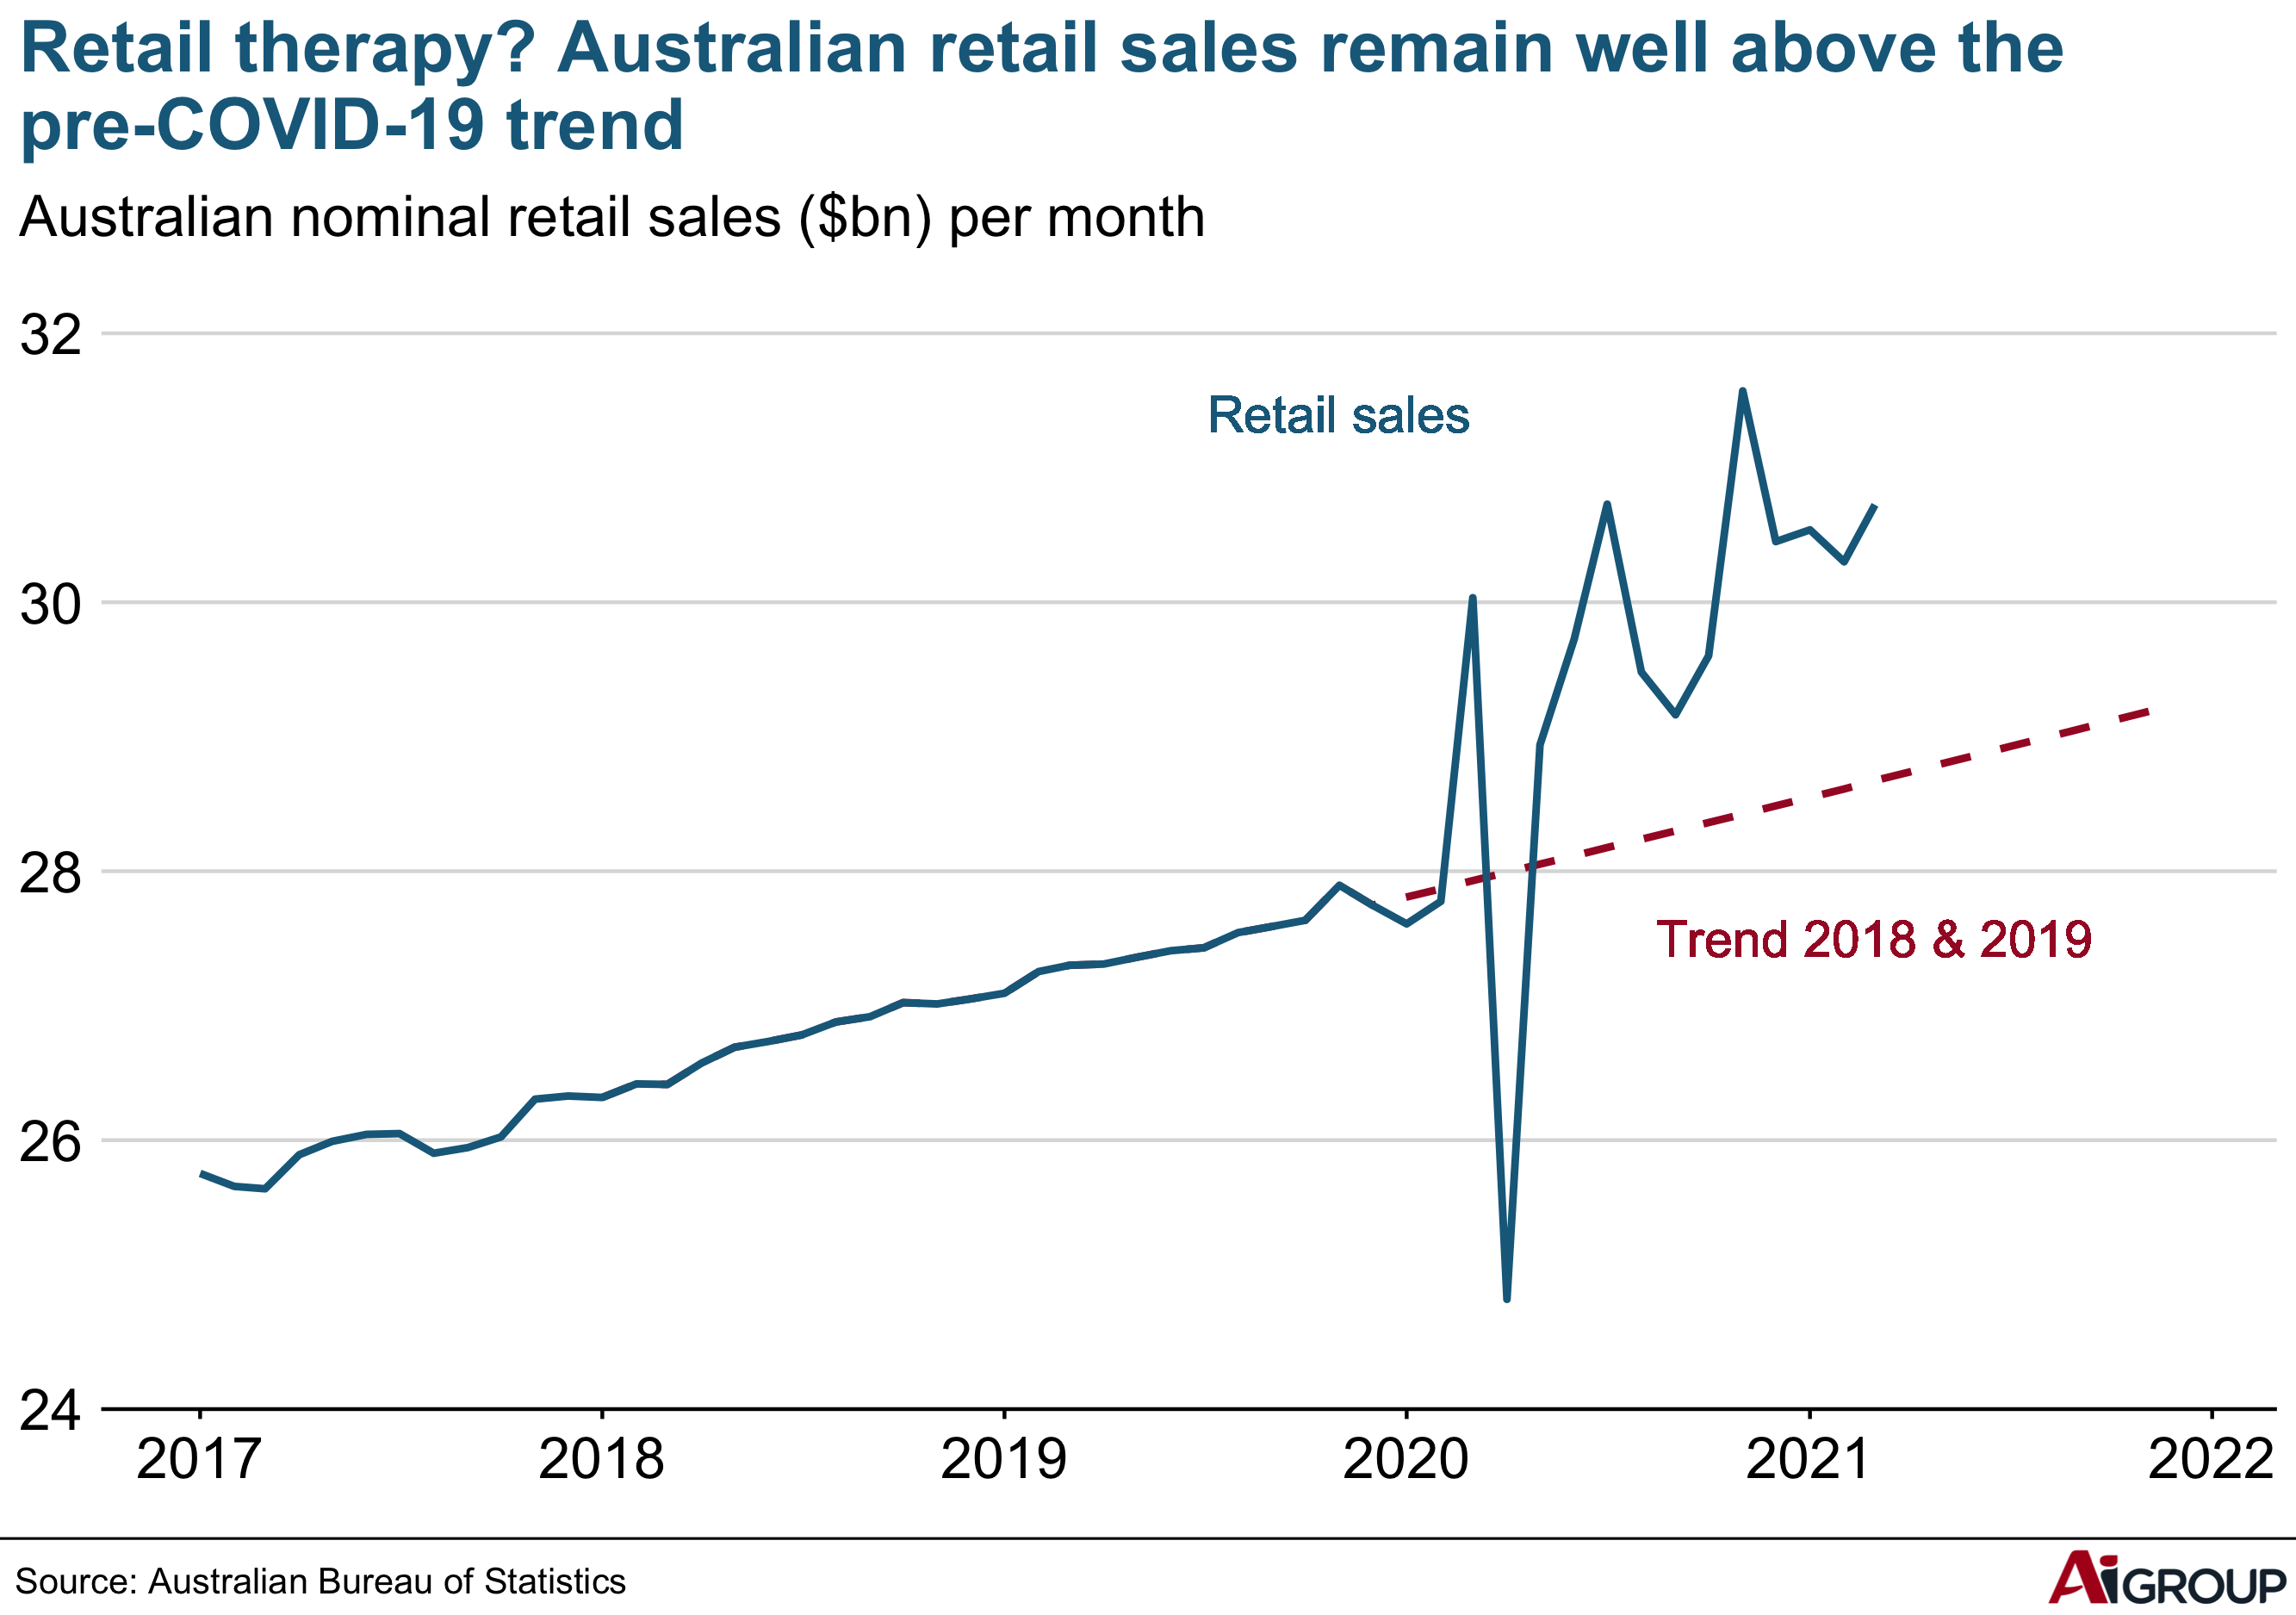 Retail therapy? Australian retail sales remain well above the
pre-COVID-19 trend
Australian nominal retail sales ($bn) per month
32
Retail sales
30
28
Trend 2018 & 2019
26
24
2017 2018 2019 2020 2021 2022
Source: Australian Bureau of Statistics
Ai GROUP